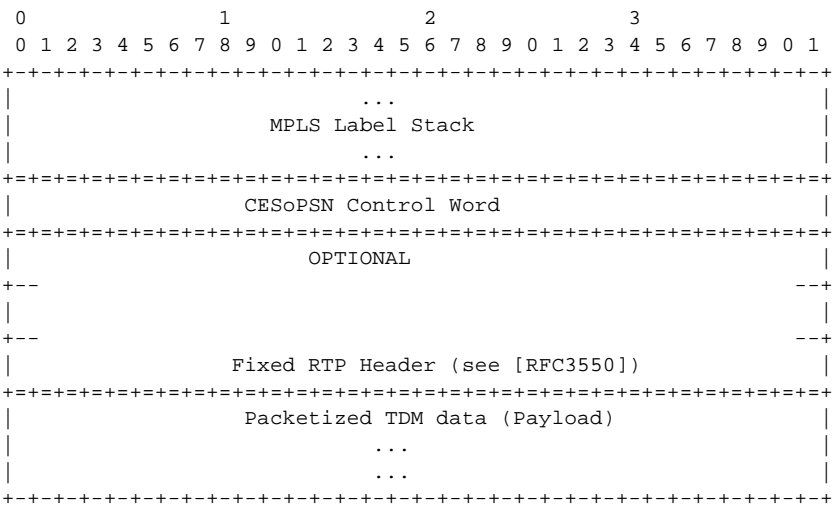 0                   1                   2                   3
 0 1 2 3 4 5 6 7 8 9 0 1 2 3 4 5 6 7 8 9 0 1 2 3 4 5 6 7 8 9 0 1
+-+-+-+-+-+-+-+-+-+-+-+-+-+-+-+-+-+-+-+-+-+-+-+-+-+-+-+-+-+-+-+-+
|                           ...                                 |
|                    MPLS Label Stack                           |
|                           ...                                 |
+=+=+=+=+=+=+=+=+=+=+=+=+=+=+=+=+=+=+=+=+=+=+=+=+=+=+=+=+=+=+=+=+
|                  CESoPSN Control Word                         |
+=+=+=+=+=+=+=+=+=+=+=+=+=+=+=+=+=+=+=+=+=+=+=+=+=+=+=+=+=+=+=+=+
|                       OPTIONAL                                |
+--                                                           --+
|                                                               |
+--                                                           --+
|                 Fixed RTP Header (see [RFC3550])              |
+=+=+=+=+=+=+=+=+=+=+=+=+=+=+=+=+=+=+=+=+=+=+=+=+=+=+=+=+=+=+=+=+
|                  Packetized TDM data (Payload)                |
|                            ...                                |
|                            ...                                |
+-+-+-+-+-+-+-+-+-+-+-+-+-+-+-+-+-+-+-+-+-+-+-+-+-+-+-+-+-+-+-+-+